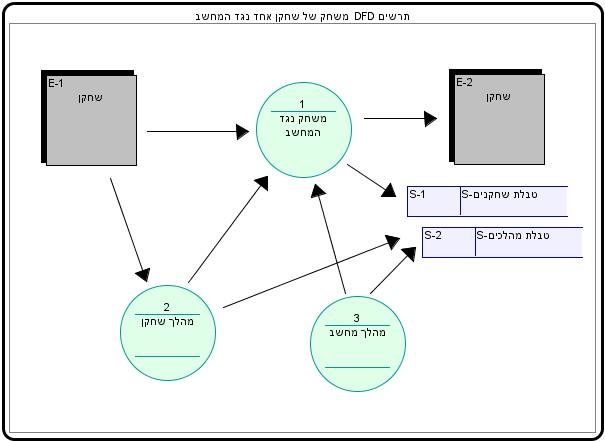 תרשים DFD משחק של שחקן אחד נגד המחשב
E-1
שחקן
1
משחק נגד
המחשב
E-2
שחקן
S-1
S-טבלת שחקנים
S-2
S-טבלת מהלכים
2
מהלך שחקן
3
מהלך מחשב